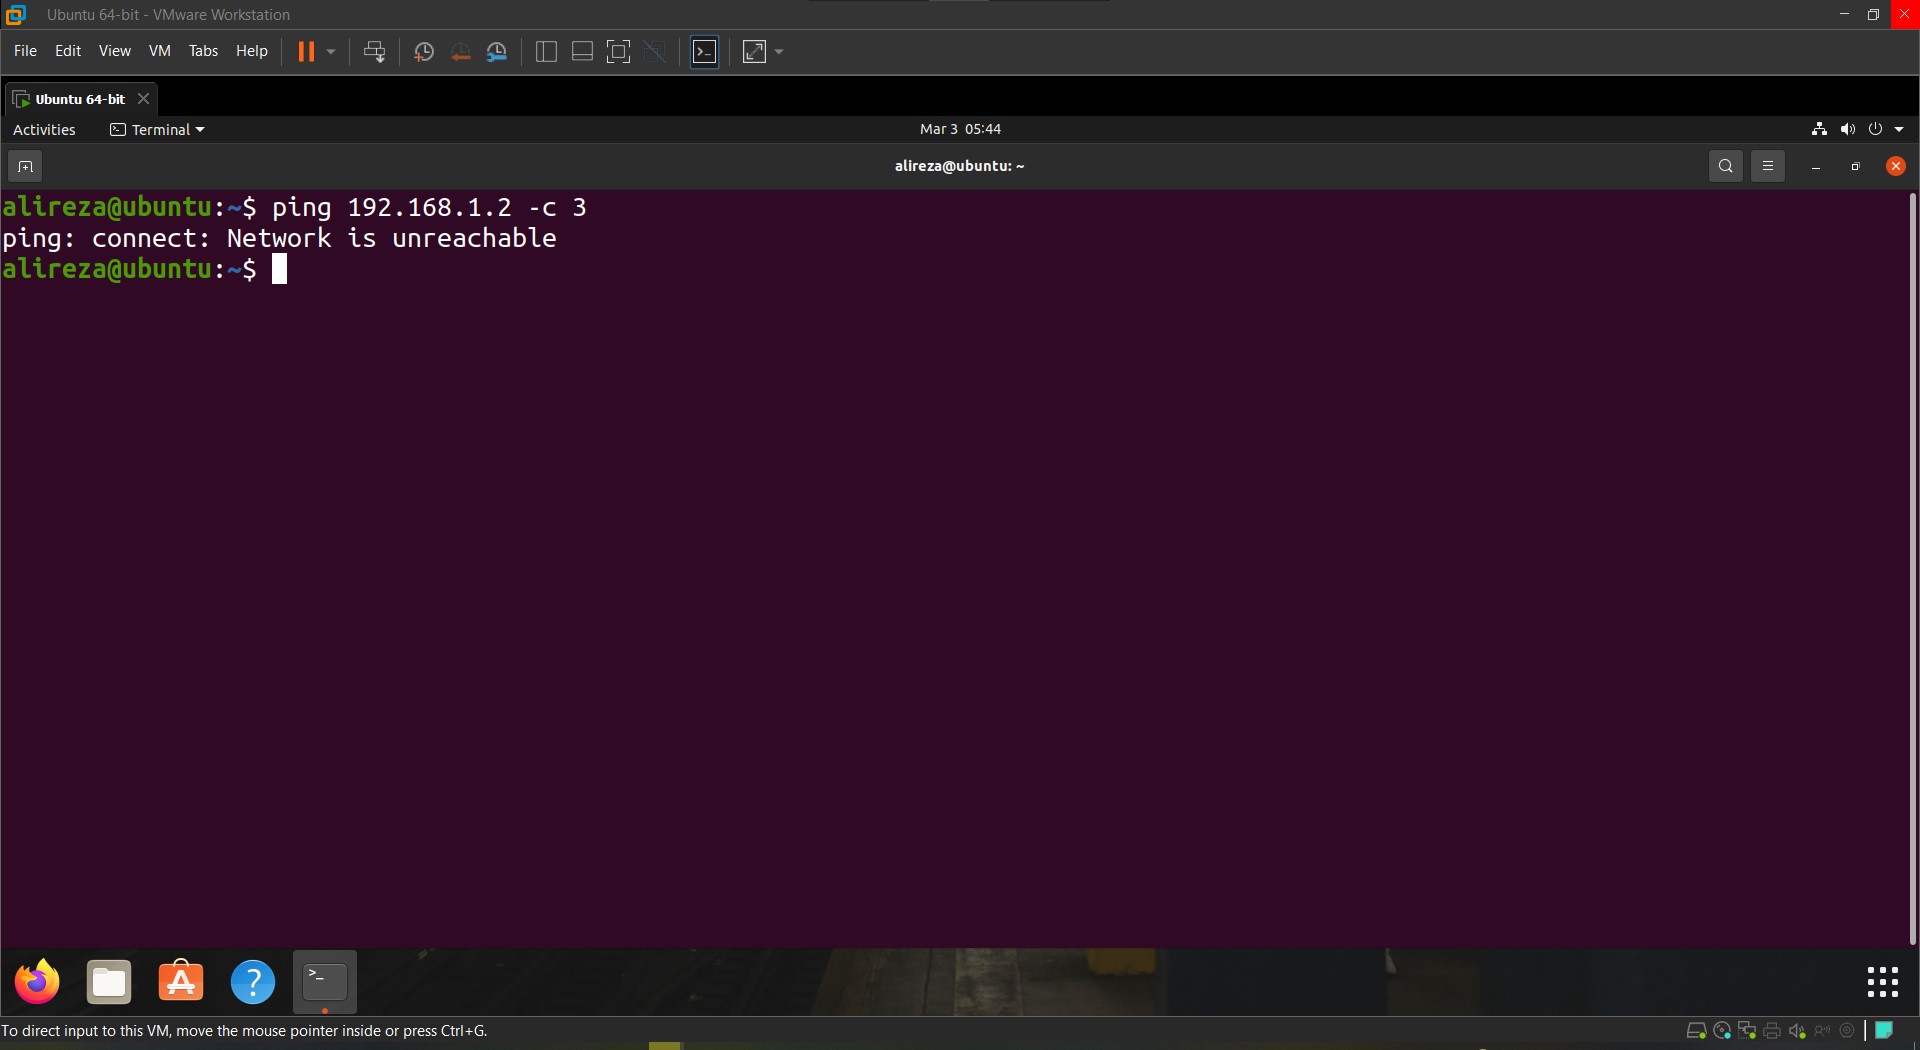 Ubuntu 64-bit - VMware Workstation
File Edit View VM Tabs Help
Ubuntu 64-bit
Activities Terminal Mar 3 05:44
alireza@ubuntu: ~
alireza@ubuntu:~$ ping 192.168.1.2 -c 3
ping: connect: Network is unreachable
alireza@ubuntu:~$
To direct input to this VM, move the mouse pointer inside or press Ctrl+G.